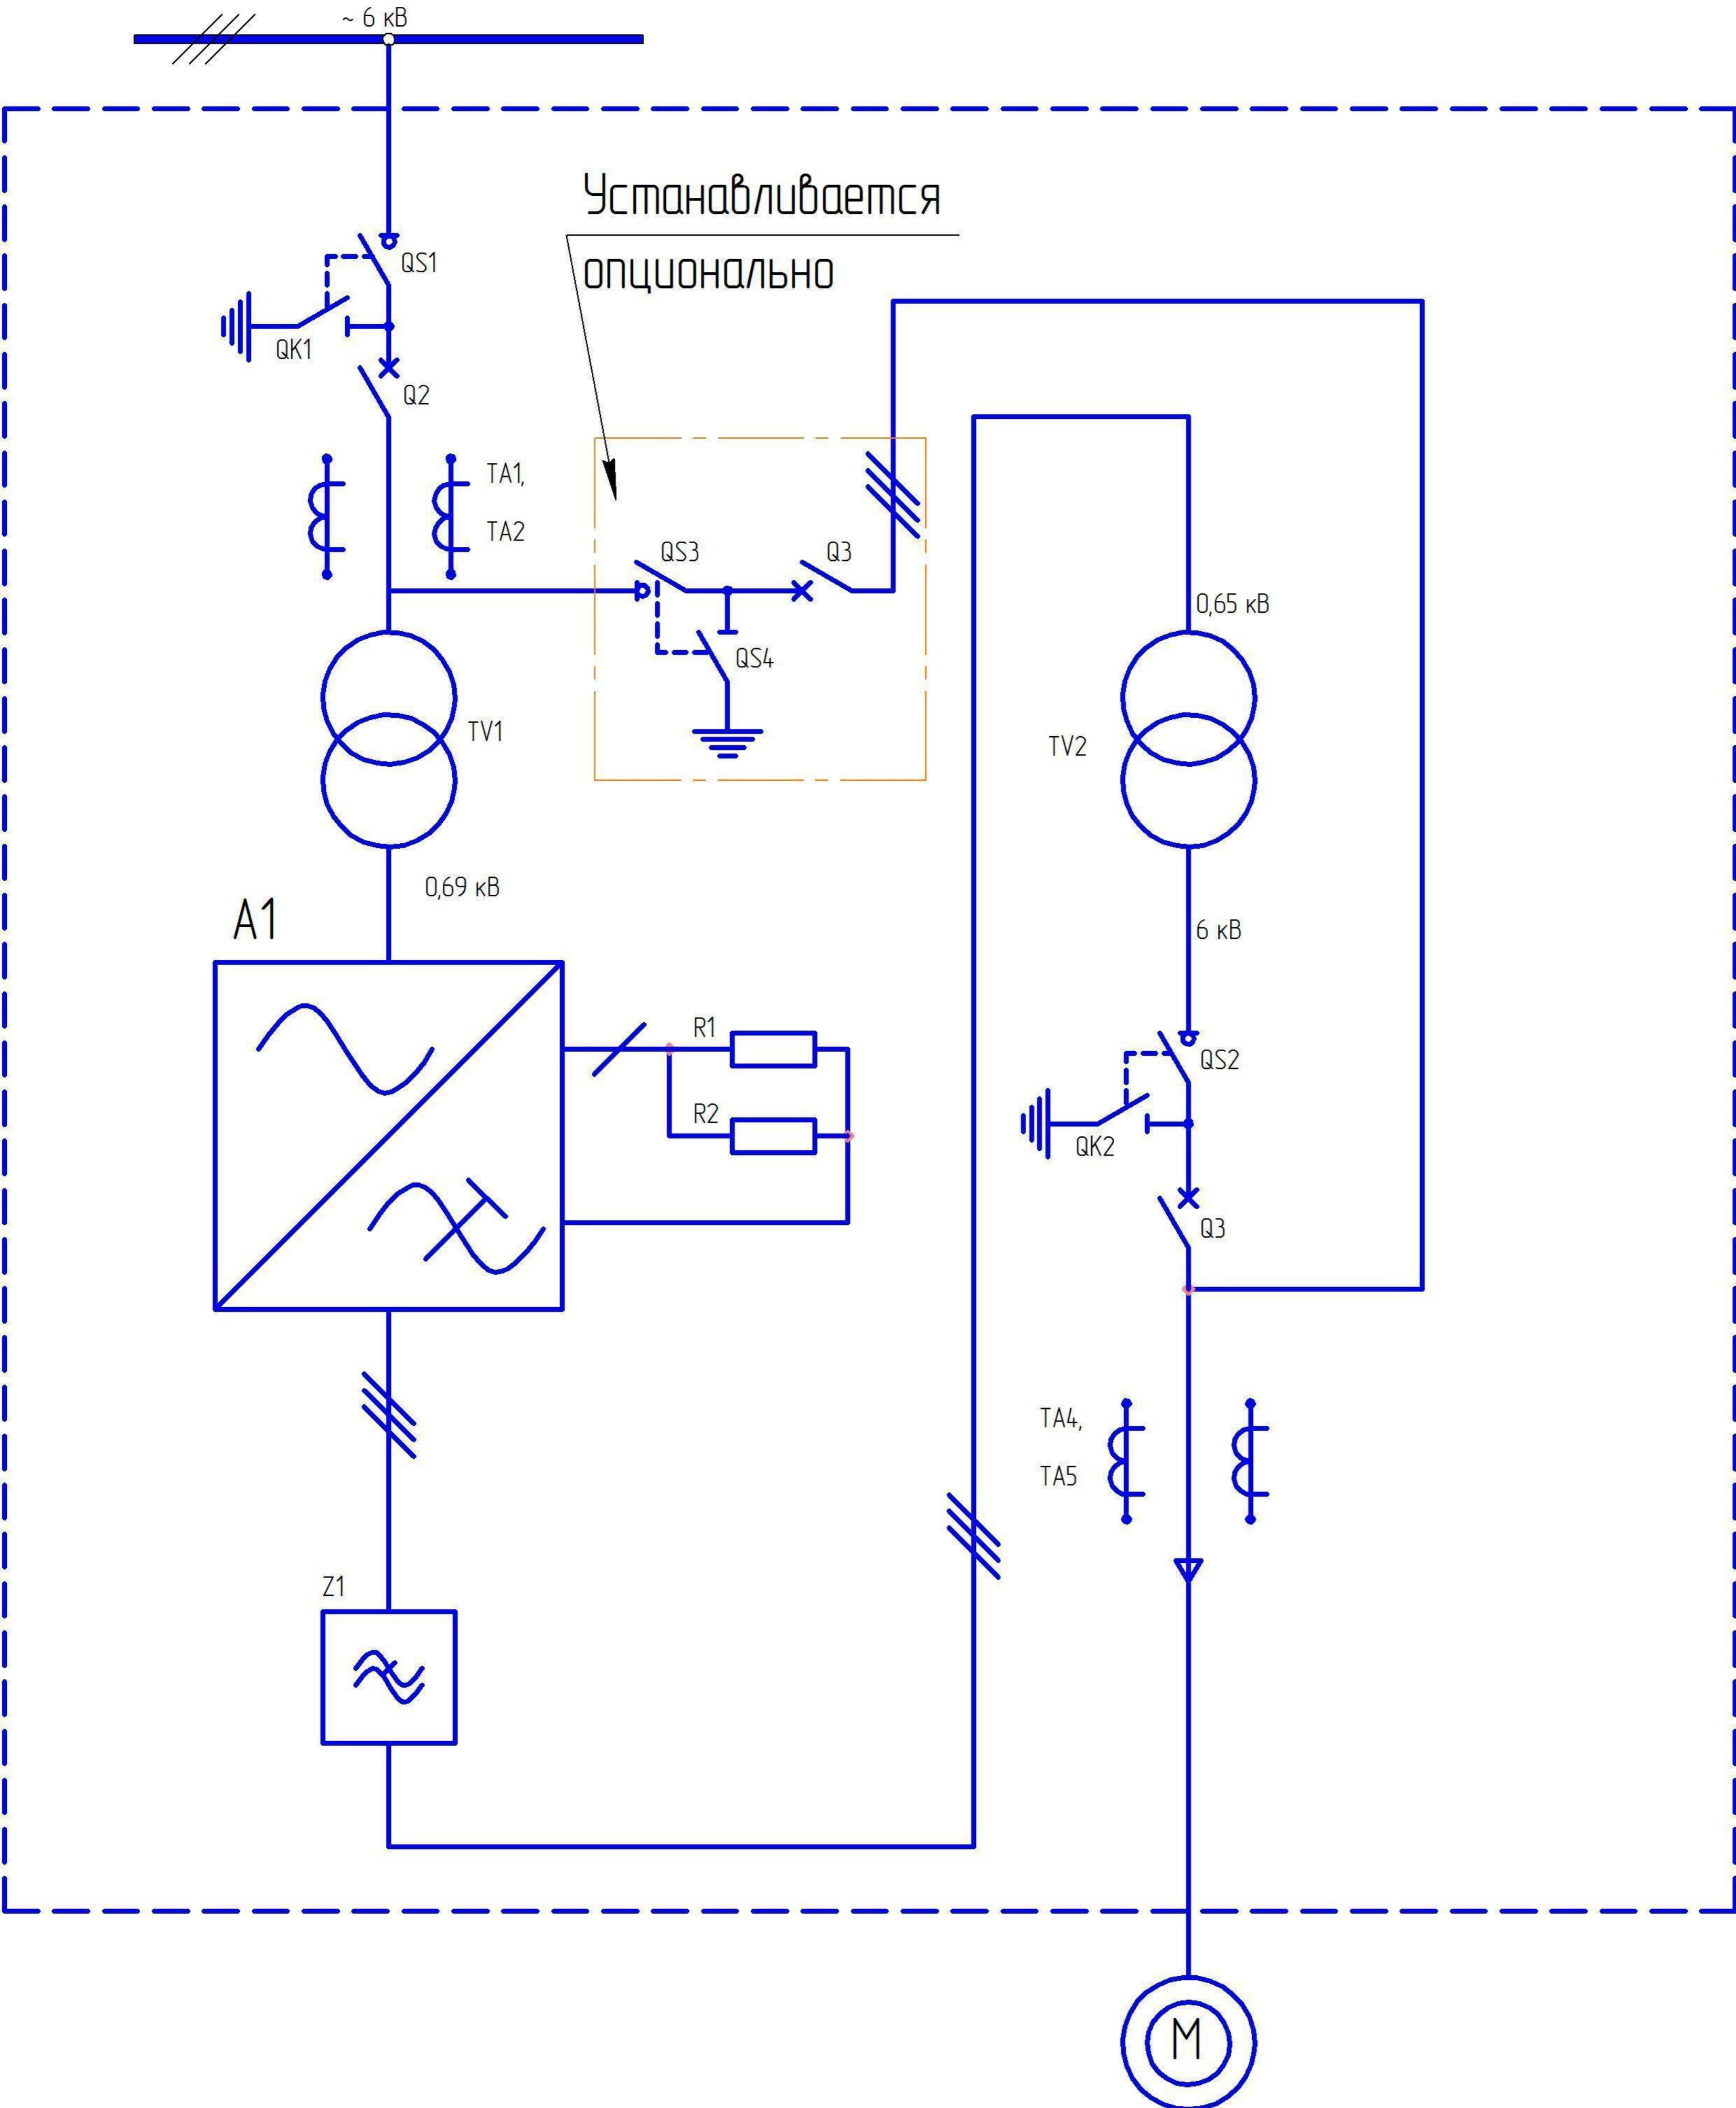 ~ 6 кВ
Устанавливается
опционально
QS1
QK1
Q2
TA1,
TA2
QS3
Q3
QS4
0,65 кВ
TV1
TV2
0,69 кВ
A1
6 кВ
R1
QS2
R2
QK2
Q3
TA4,
TA5
Z1
M